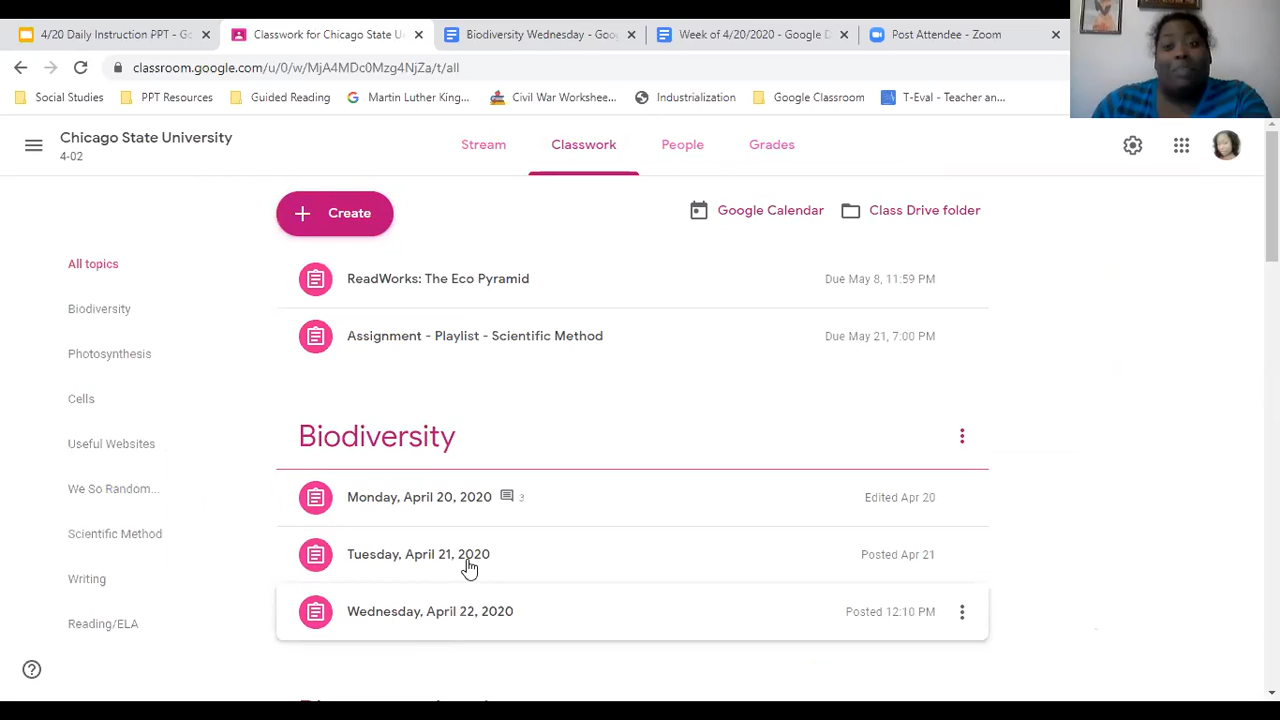 4/20 Daily Instruction PPT - Go
Classwork for Chicago State U
Biodiversity Wednesday - Goog
Week of 4/20/2020 - Google D
Post Attendee - Zoom
classroom.google.com/u/0/w/MjA4MDc0Mzg4NjZa/t/all
Social Studies
PPT Resources
Guided Reading
Martin Luther King...
Civil War Workshee...
Industrialization
Google Classroom
T-Eval - Teacher an...
Chicago State University
4-02
Stream
Classwork
People
Grades
Create
Google Calendar
Class Drive folder
All topics
Biodiversity
Photosynthesis
Cells
Useful Websites
We So Random...
Scientific Method
Writing
Reading/ELA
ReadWorks: The Eco Pyramid
Due May 8, 11:59 PM
Assignment - Playlist - Scientific Method
Due May 21, 7:00 PM
Biodiversity
Monday, April 20, 2020
Edited Apr 20
Tuesday, April 21, 2020
Posted Apr 21
Wednesday, April 22, 2020
Posted 12:10 PM